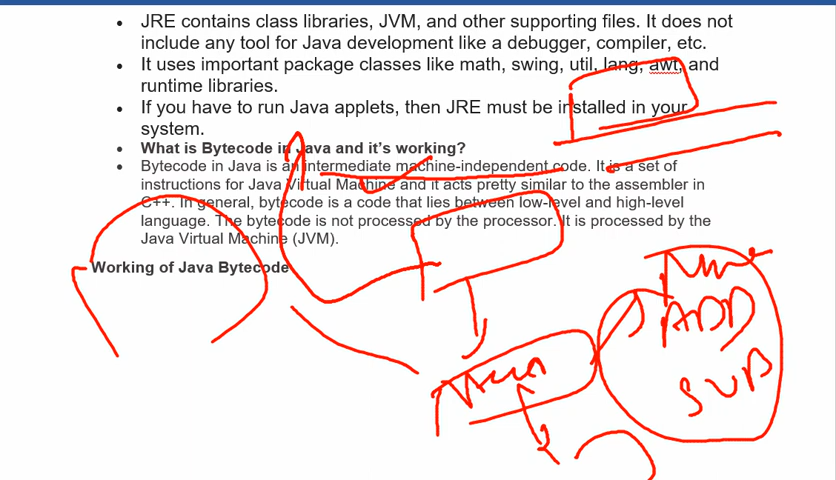 JRE contains class libraries, JVM, and other supporting files. It does not
include any tool for Java development like a debugger, compiler, etc.
It uses important package classes like math, swing, util, lang, awt, and
runtime libraries.
If you have to run Java applets, then JRE must be installed in your
system.
What is Bytecode in Java and it's working?
Bytecode in Java is an intermediate machine-independent code. It is a set of
instructions for Java Virtual Machine and it acts pretty similar to the assembler in
C++. In general, bytecode is a code that lies between low-level and high-level
language. The bytecode is not processed by the processor. It is processed by the
Java Virtual Machine (JVM).
Working of Java Bytecode
ADD
SUB